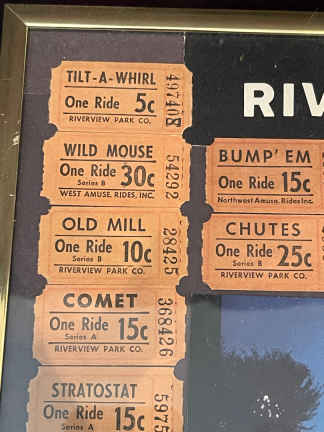 TILT-A-WHIRL
One Ride 5c
RIVERVIEW PARK CO.
497408
WILD MOUSE
One Ride 30c
Series B
WEST AMUSE. RIDES, INC.
54292
OLD MILL
One Ride 10c
Series B
RIVERVIEW PARK CO.
28425
COMET
One Ride 15c
Series A
RIVERVIEW PARK CO.
368426
STRATOSTAT
One Ride 15c
Series A
5975
RIV
BUMP' EM
One Ride 15c
Northwest Amuse. Rides Inc.
CHUTES
One Ride 25c
Series B
RIVERVIEW PARK CO.